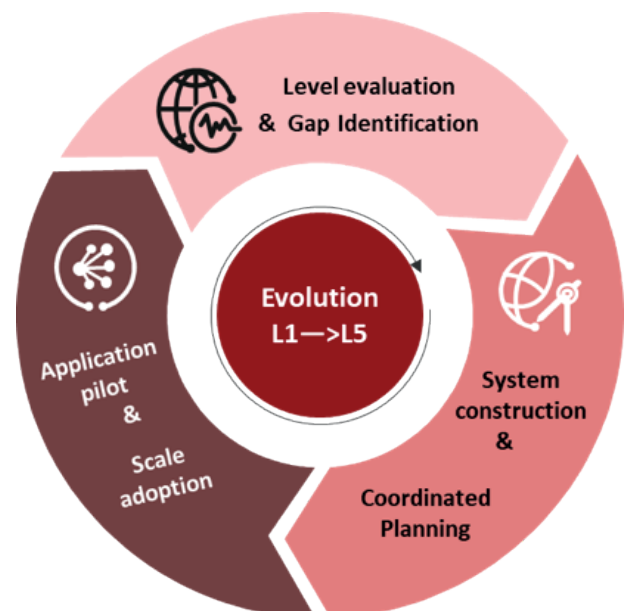 Level evaluation
& Gap Identification
Evolution
L1—>L5
System
construction
&
Coordinated
Planning
Application
pilot
&
Scale
adoption